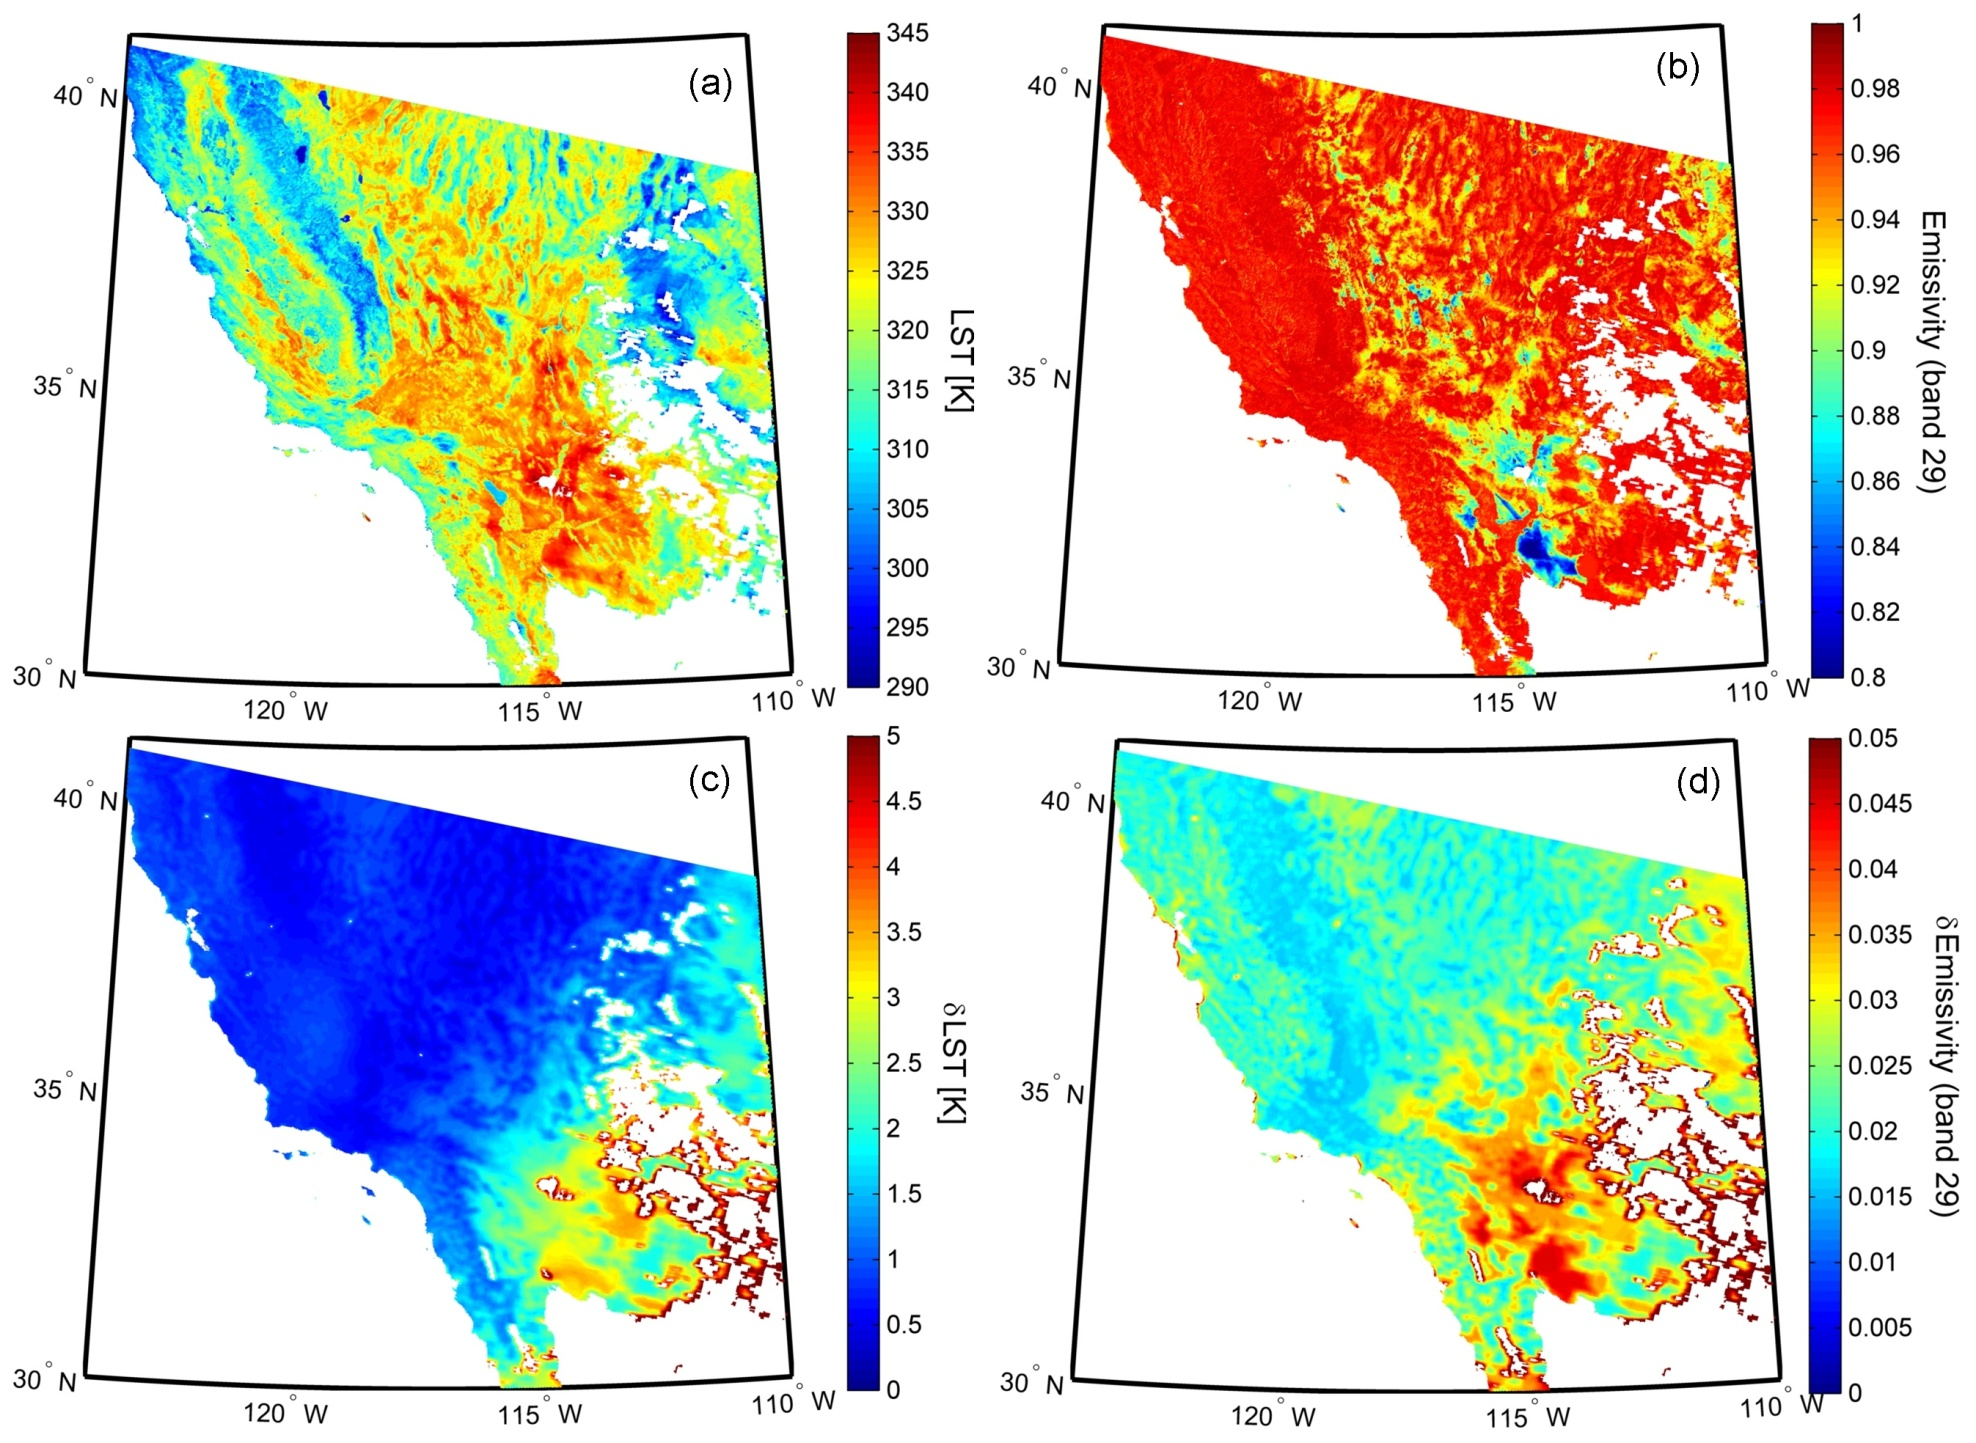 (a)
40° N
35° N
30° N
120° W
115° W
110° W
345
340
335
330
325
320
315
310
305
300
295
290
LST [K]
(b)
40° N
35° N
30° N
120° W
115° W
110° W
1
0.98
0.96
0.94
0.92
0.9
0.88
0.86
0.84
0.82
0.8
Emissivity (band 29)
(c)
40° N
35° N
30° N
120° W
115° W
110° W
5
4.5
4
3.5
3
2.5
2
1.5
1
0.5
0
δLST [K]
(d)
40° N
35° N
30° N
120° W
115° W
110° W
0.05
0.045
0.04
0.035
0.03
0.025
0.02
0.015
0.01
0.005
0
δEmissivity (band 29)